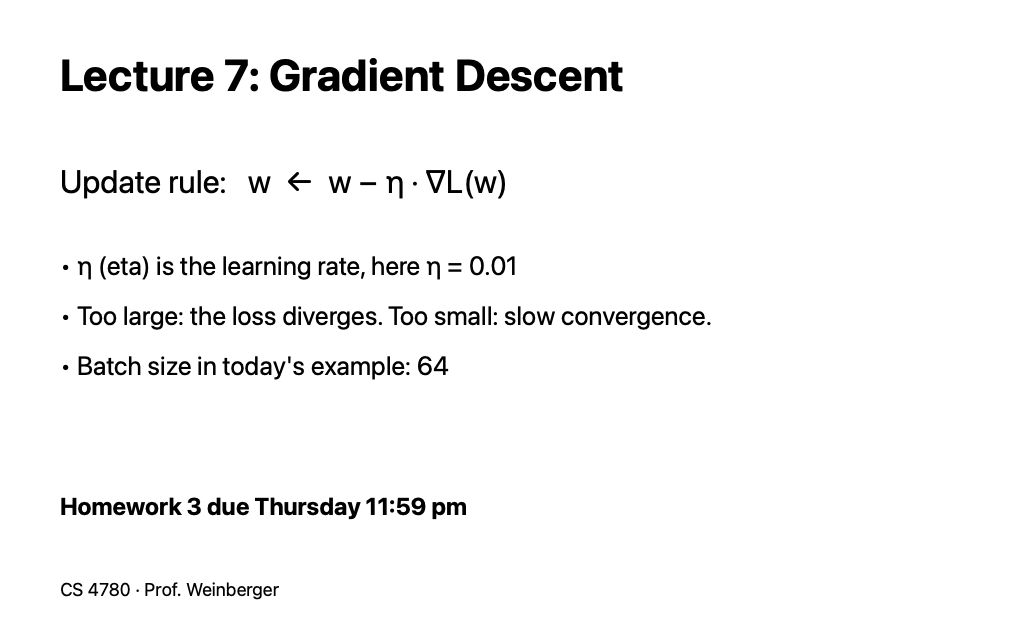 Lecture 7: Gradient Descent
Update rule: w ← w – η · ∇L(w)
• η (eta) is the learning rate, here η = 0.01
• Too large: the loss diverges. Too small: slow convergence.
• Batch size in today's example: 64
Homework 3 due Thursday 11:59 pm
CS 4780 · Prof. Weinberger